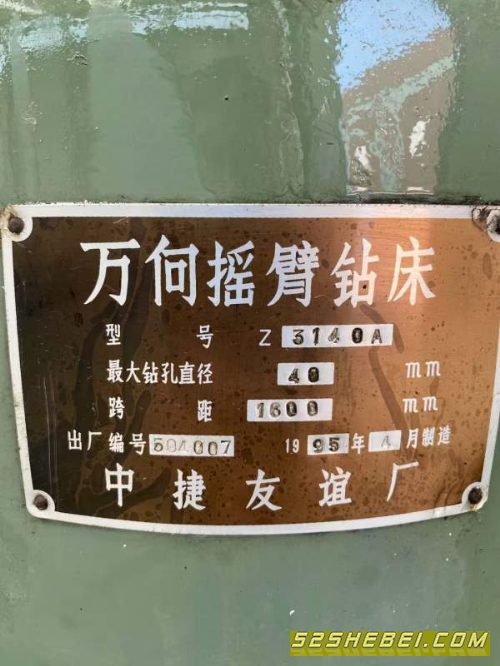 万向摇臂钻床
型号 Z 3140A
最大钻孔直径 40 mm
跨距 1600 mm
出厂编号 504007 1995年4月制造
中捷友谊厂
52SHEBEI.COM